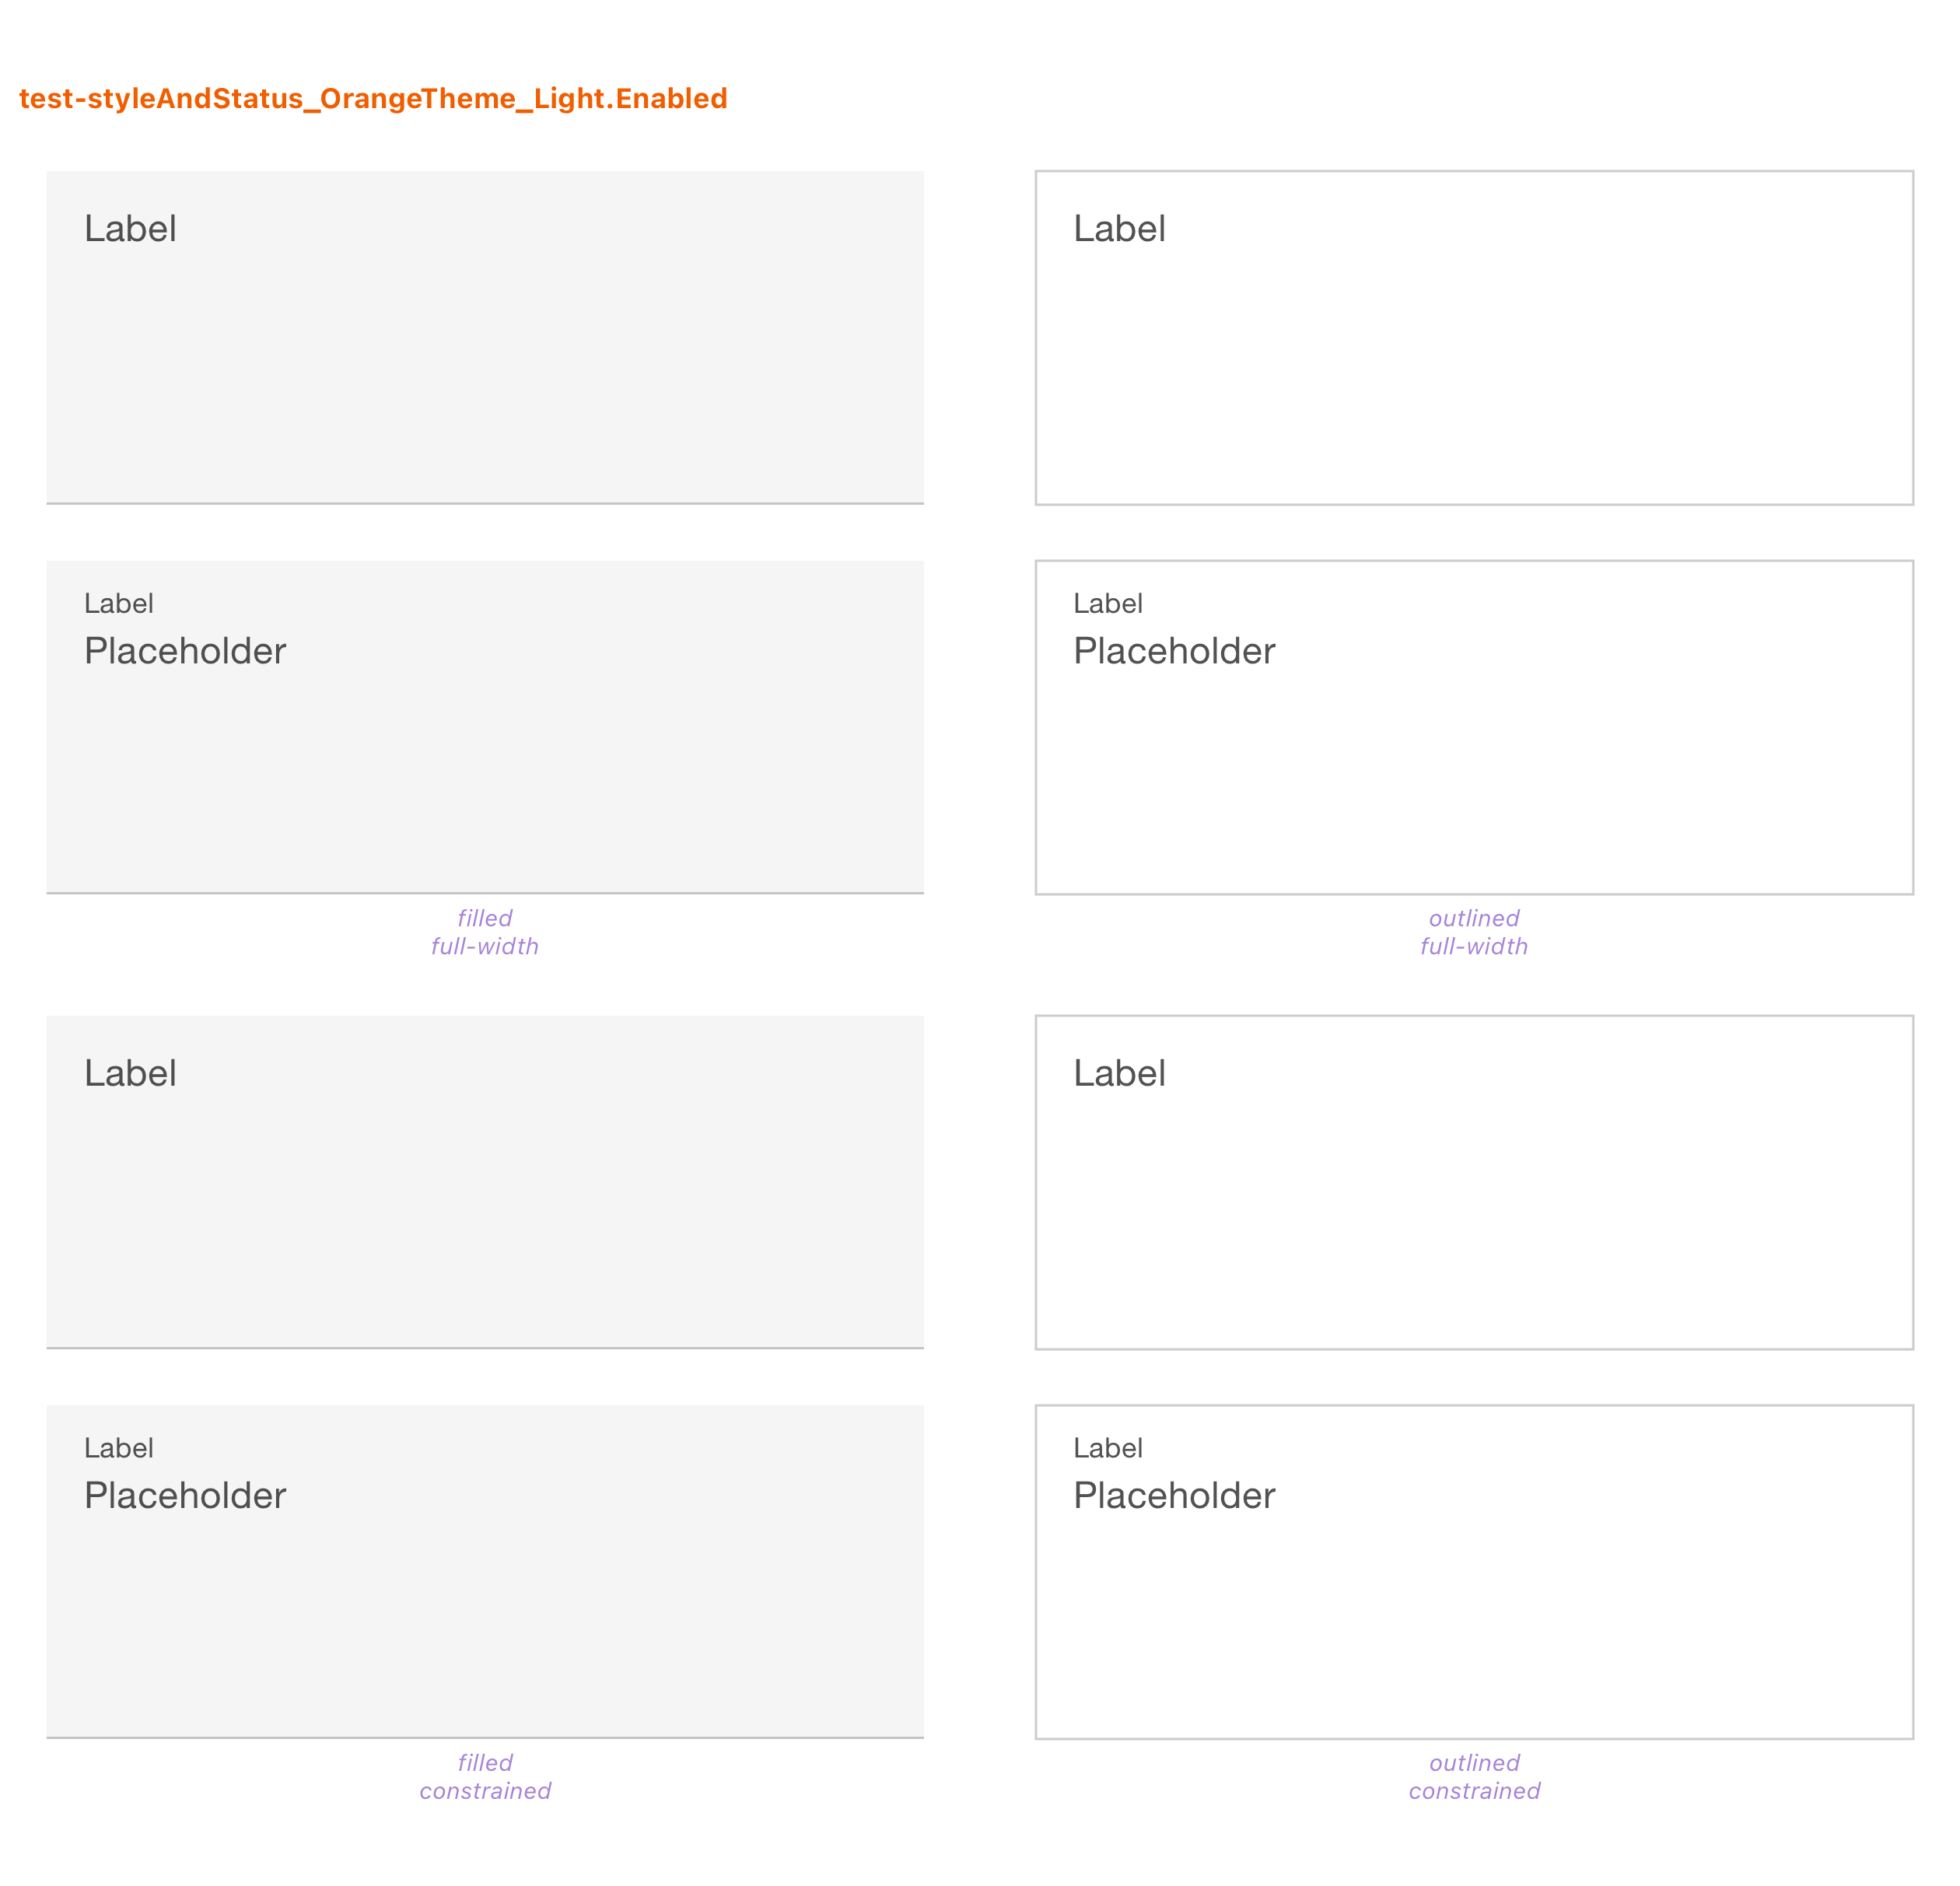 test-styleAndStatus_OrangeTheme_Light.Enabled
Label
Label
Label
Placeholder
Label
Placeholder
filled
full-width
outlined
full-width
Label
Label
Label
Placeholder
Label
Placeholder
filled
constrained
outlined
constrained